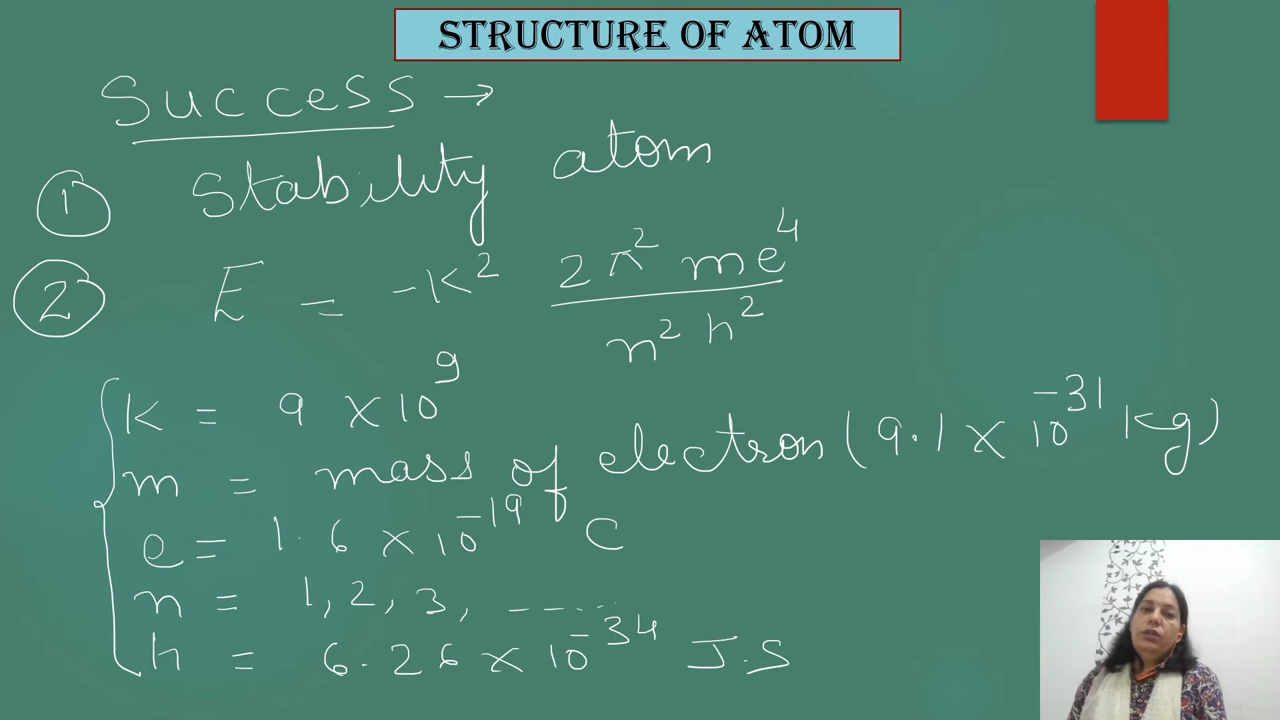 STRUCTURE OF ATOM
Success →
① Stability atom
② E = -K² 2π² me⁴ / n² h²
K = 9 × 10⁹
m = mass of electron (9.1 × 10⁻³¹ Kg)
e = 1.6 × 10⁻¹⁹ C
n = 1, 2, 3, -----
h = 6.26 × 10⁻³⁴ J.S